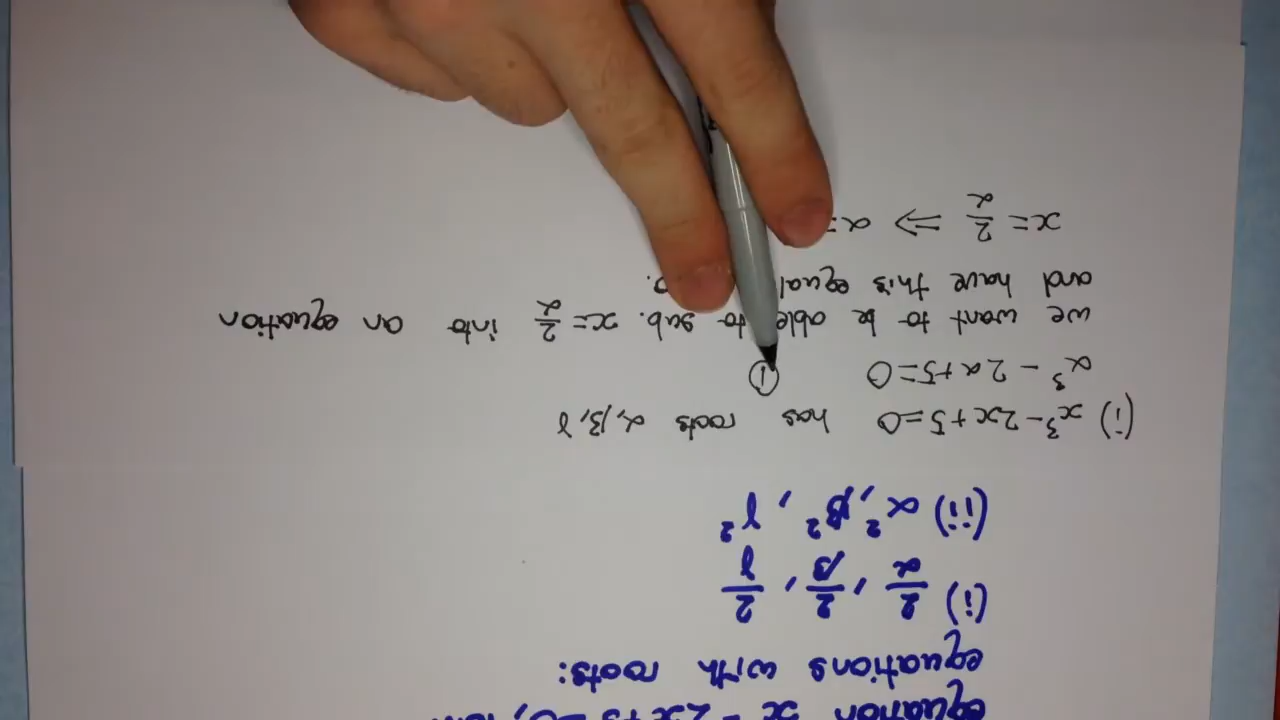 equation x - 2x+5=0,
equations with roots:
(i) 2/α , 2/β , 2/γ
(ii) α², β², γ²
(i) x³-2x+5=0 has roots α,β,γ
α³ - 2α+5=0 ①
we want to be able to sub. x=2/α into an equation
and have this equal 0.
x=2/α ⇒ α=